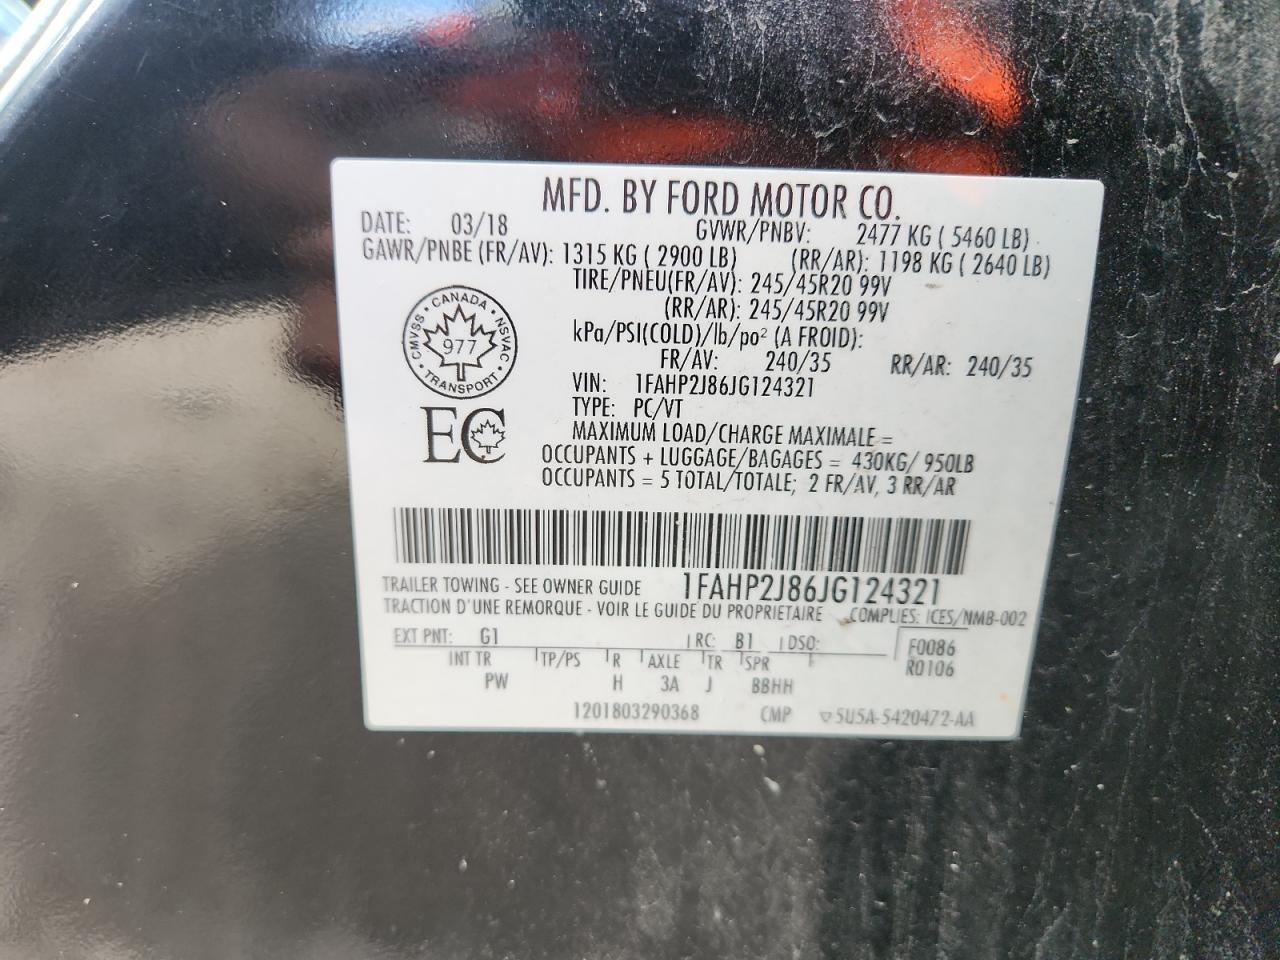 MFD. BY FORD MOTOR CO.
DATE: 03/18 GVWR/PNBV: 2477 KG ( 5460 LB)
GAWR/PNBE (FR/AV): 1315 KG ( 2900 LB) (RR/AR): 1198 KG ( 2640 LB)
TIRE/PNEU(FR/AV): 245/45R20 99V
(RR/AR): 245/45R20 99V
kPa/PSI(COLD)/lb/po² (A FROID):
FR/AV: 240/35 RR/AR: 240/35
CANADA
CMVSS · NSVAC
977
TRANSPORT
VIN: 1FAHP2J86JG124321
TYPE: PC/VT
EC
MAXIMUM LOAD/CHARGE MAXIMALE =
OCCUPANTS + LUGGAGE/BAGAGES = 430KG/ 950LB
OCCUPANTS = 5 TOTAL/TOTALE; 2 FR/AV, 3 RR/AR
TRAILER TOWING - SEE OWNER GUIDE 1FAHP2J86JG124321
TRACTION D'UNE REMORQUE - VOIR LE GUIDE DU PROPRIETAIRE COMPLIES: ICES/NMB-002
EXT PNT: G1 RC: B1 DSO: F0086
INT TR TP/PS R AXLE TR SPR R0106
PW H 3A J BBHH
1201803290368 CMP ▽5U5A-5420472-AA